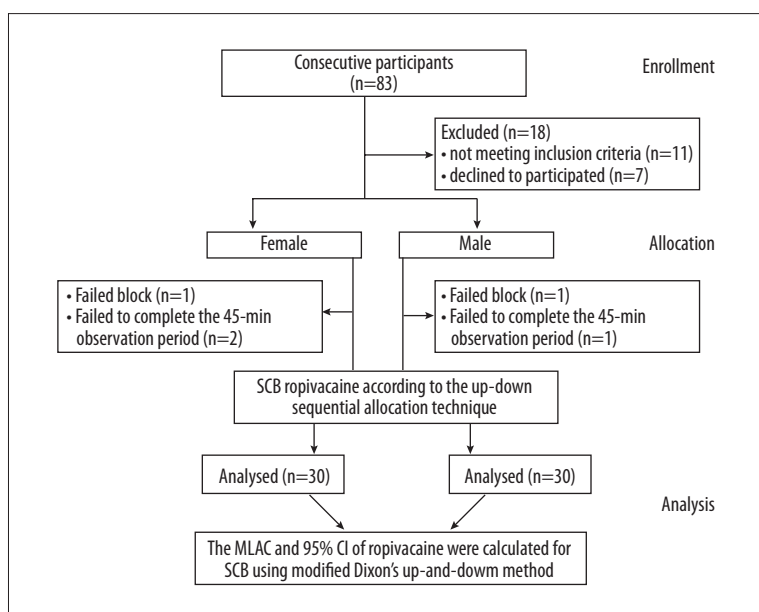 Consecutive participants
(n=83)
Enrollment
Excluded (n=18)
• not meeting inclusion criteria (n=11)
• declined to participated (n=7)
Female
Male
Allocation
• Failed block (n=1)
• Failed to complete the 45-min
observation period (n=2)
• Failed block (n=1)
• Failed to complete the 45-min
observation period (n=1)
SCB ropivacaine according to the up-down
sequential allocation technique
Analysed (n=30)
Analysed (n=30)
Analysis
The MLAC and 95% CI of ropivacaine were calculated for
SCB using modified Dixon's up-and-dowm method